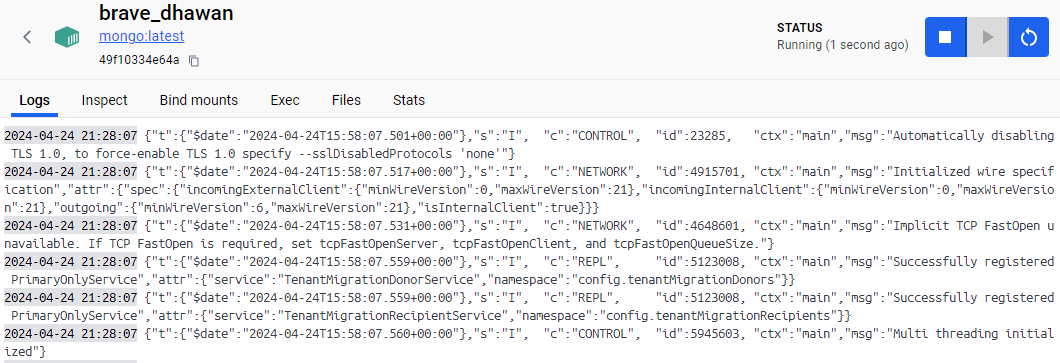 brave_dhawan
mongo:latest
49f10334e64a
STATUS
Running (1 second ago)
Logs Inspect Bind mounts Exec Files Stats
2024-04-24 21:28:07 {"t":{"$date":"2024-04-24T15:58:07.501+00:00"},"s":"I",  "c":"CONTROL",  "id":23285,   "ctx":"main","msg":"Automatically disabling
TLS 1.0, to force-enable TLS 1.0 specify --sslDisabledProtocols 'none'"}
2024-04-24 21:28:07 {"t":{"$date":"2024-04-24T15:58:07.517+00:00"},"s":"I",  "c":"NETWORK",  "id":4915701, "ctx":"main","msg":"Initialized wire specif
ication","attr":{"spec":{"incomingExternalClient":{"minWireVersion":0,"maxWireVersion":21},"incomingInternalClient":{"minWireVersion":0,"maxWireVersio
n":21},"outgoing":{"minWireVersion":6,"maxWireVersion":21},"isInternalClient":true}}}
2024-04-24 21:28:07 {"t":{"$date":"2024-04-24T15:58:07.531+00:00"},"s":"I",  "c":"NETWORK",  "id":4648601, "ctx":"main","msg":"Implicit TCP FastOpen u
navailable. If TCP FastOpen is required, set tcpFastOpenServer, tcpFastOpenClient, and tcpFastOpenQueueSize."}
2024-04-24 21:28:07 {"t":{"$date":"2024-04-24T15:58:07.559+00:00"},"s":"I",  "c":"REPL",     "id":5123008, "ctx":"main","msg":"Successfully registered
PrimaryOnlyService","attr":{"service":"TenantMigrationDonorService","namespace":"config.tenantMigrationDonors"}}
2024-04-24 21:28:07 {"t":{"$date":"2024-04-24T15:58:07.559+00:00"},"s":"I",  "c":"REPL",     "id":5123008, "ctx":"main","msg":"Successfully registered
PrimaryOnlyService","attr":{"service":"TenantMigrationRecipientService","namespace":"config.tenantMigrationRecipients"}}
2024-04-24 21:28:07 {"t":{"$date":"2024-04-24T15:58:07.560+00:00"},"s":"I",  "c":"CONTROL",  "id":5945603, "ctx":"main","msg":"Multi threading initial
ized"}